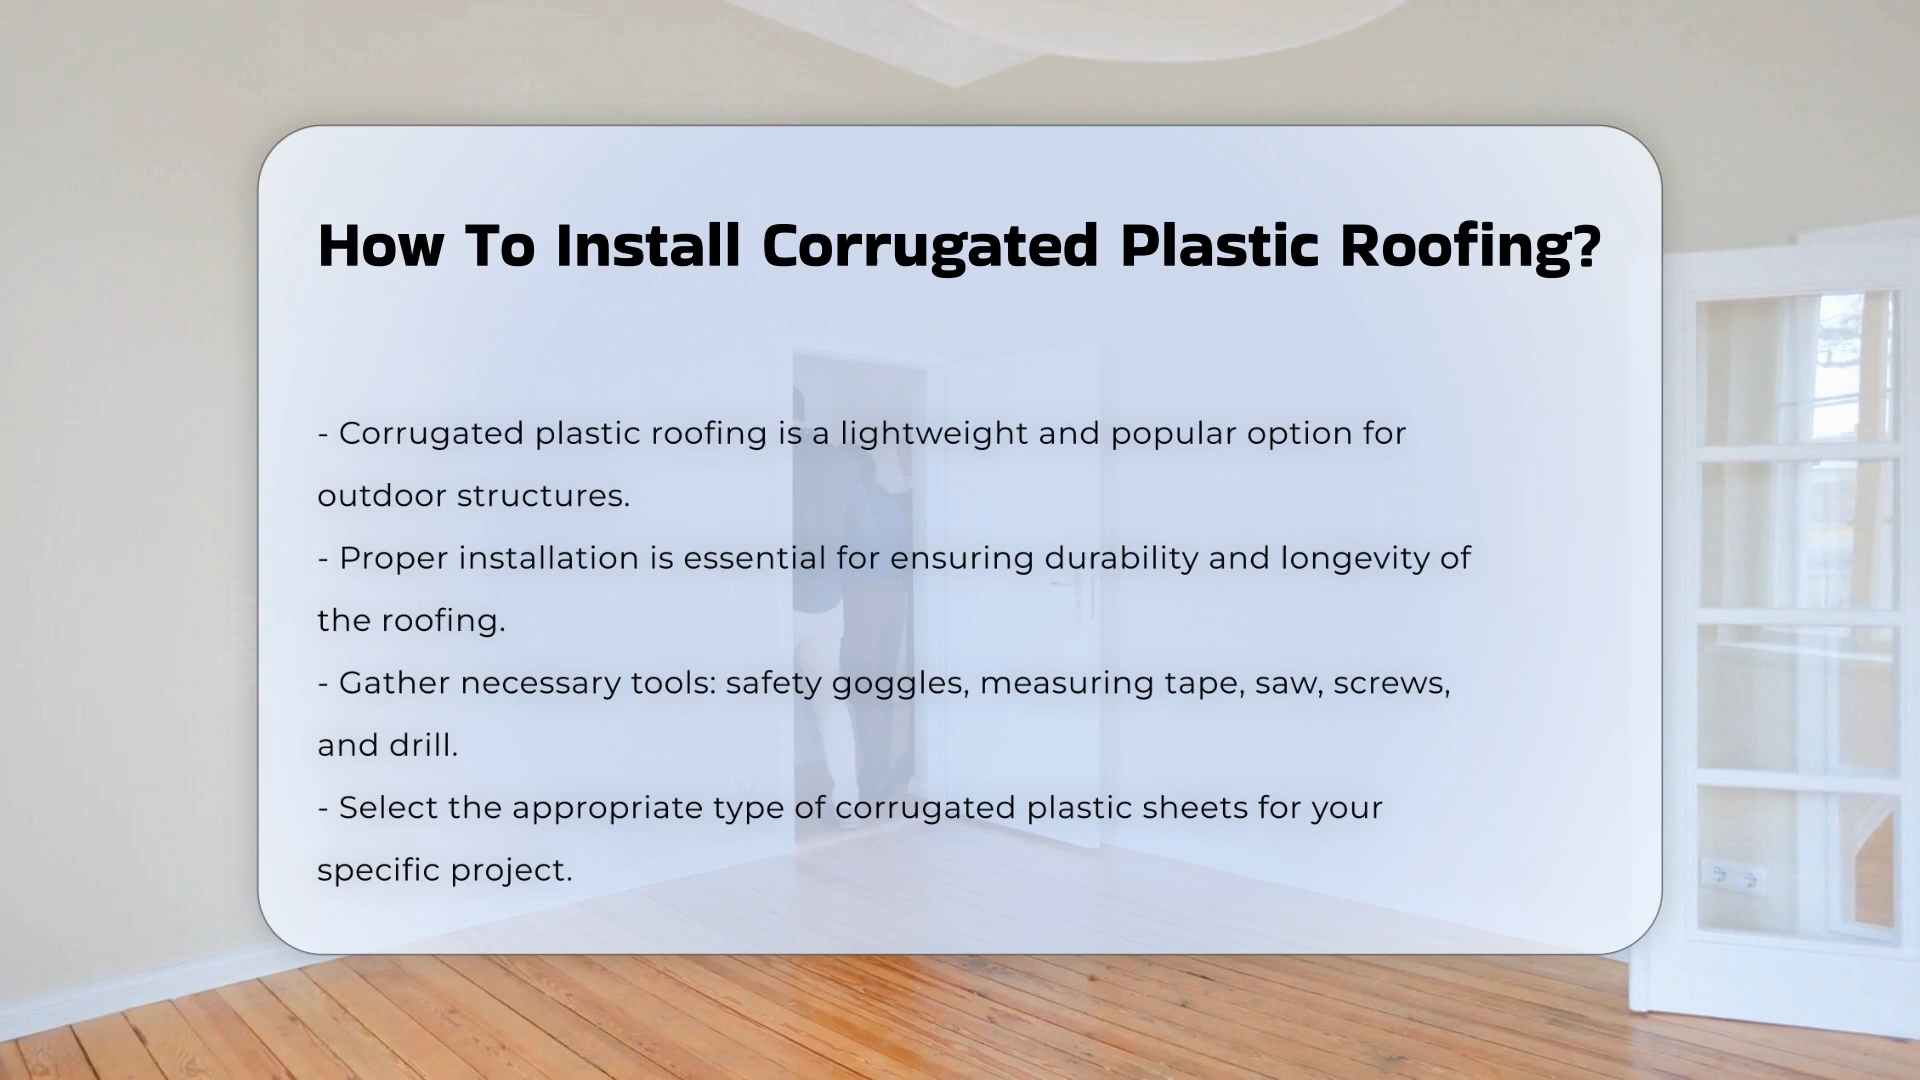 How To Install Corrugated Plastic Roofing?
- Corrugated plastic roofing is a lightweight and popular option for
outdoor structures.
- Proper installation is essential for ensuring durability and longevity of
the roofing.
- Gather necessary tools: safety goggles, measuring tape, saw, screws,
and drill.
- Select the appropriate type of corrugated plastic sheets for your
specific project.